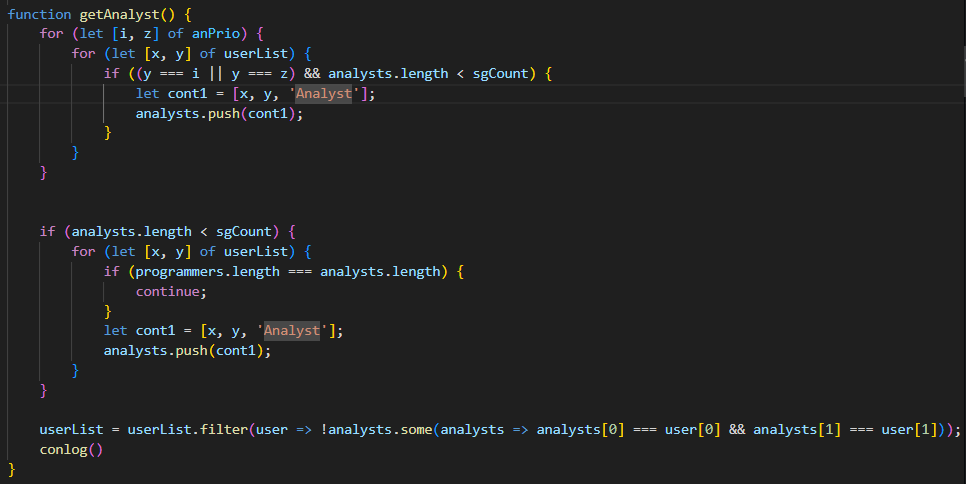 function getAnalyst() {
    for (let [i, z] of anPrio) {
        for (let [x, y] of userList) {
            if ((y === i || y === z) && analysts.length < sgCount) {
                let cont1 = [x, y, 'Analyst'];
                analysts.push(cont1);
            }
        }
    }
    if (analysts.length < sgCount) {
        for (let [x, y] of userList) {
            if (programmers.length === analysts.length) {
                continue;
            }
            let cont1 = [x, y, 'Analyst'];
            analysts.push(cont1);
        }
    }
    userList = userList.filter(user => !analysts.some(analysts => analysts[0] === user[0] && analysts[1] === user[1]));
    conlog()
}